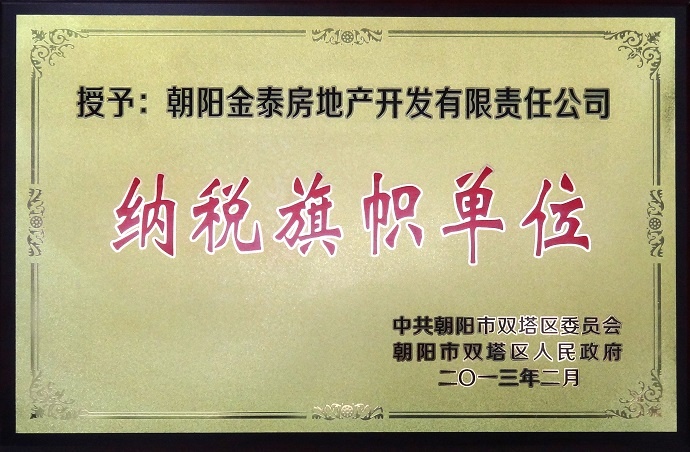 授予：朝阳金泰房地产开发有限责任公司
纳税旗帜单位
中共朝阳市双塔区委员会
朝阳市双塔区人民政府
二〇一三年二月